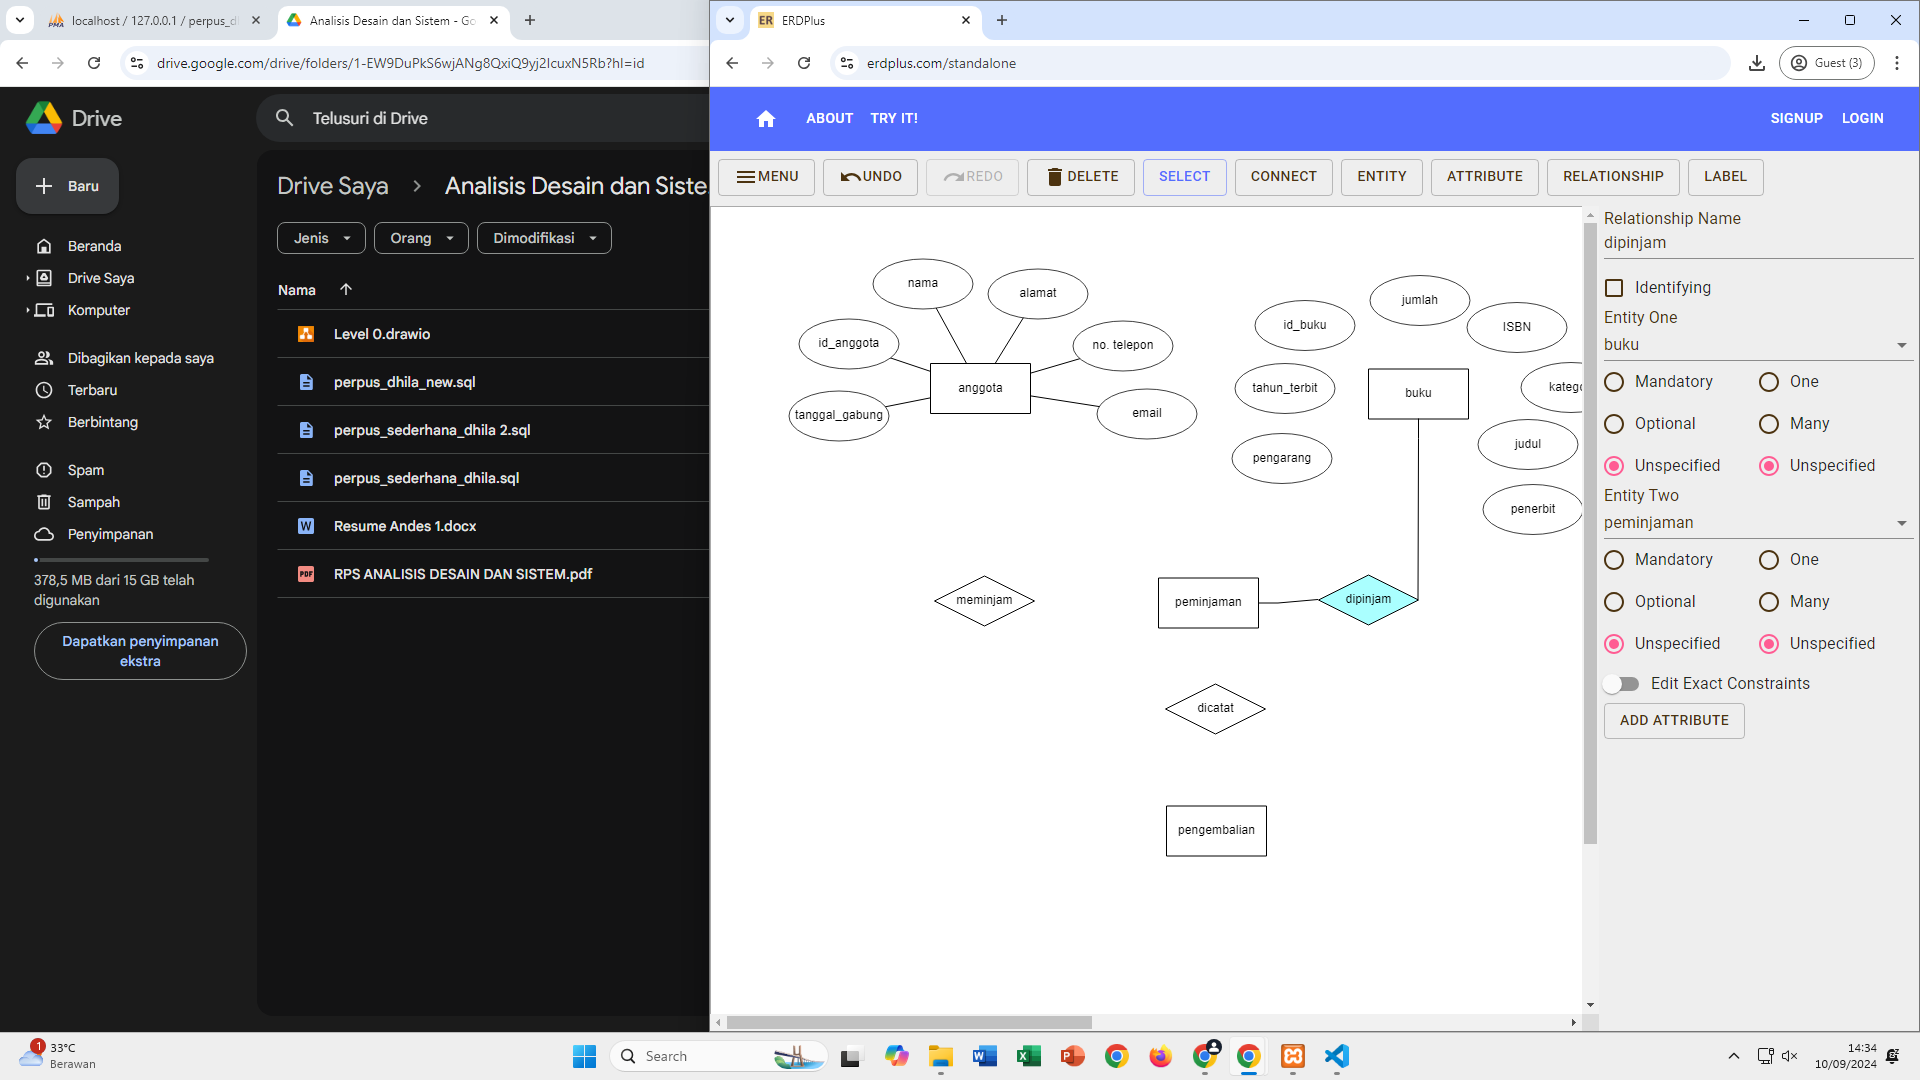 localhost / 127.0.0.1 / perpus_d
Analisis Desain dan Sistem - Go
ERDPlus
drive.google.com/drive/folders/1-EW9DuPkS6wjANg8QxiQ9yj2IcuxN5Rb?hl=id
erdplus.com/standalone
Guest (3)
Drive
Telusuri di Drive
Baru
Beranda
Drive Saya
Komputer
Dibagikan kepada saya
Terbaru
Berbintang
Spam
Sampah
Penyimpanan
378,5 MB dari 15 GB telah
digunakan
Dapatkan penyimpanan
ekstra
Drive Saya
Analisis Desain dan Siste
Jenis
Orang
Dimodifikasi
Nama
Level 0.drawio
perpus_dhila_new.sql
perpus_sederhana_dhila 2.sql
perpus_sederhana_dhila.sql
Resume Andes 1.docx
RPS ANALISIS DESAIN DAN SISTEM.pdf
ABOUT
TRY IT!
SIGNUP
LOGIN
MENU
UNDO
REDO
DELETE
SELECT
CONNECT
ENTITY
ATTRIBUTE
RELATIONSHIP
LABEL
nama
alamat
id_anggota
no. telepon
anggota
tanggal_gabung
email
jumlah
id_buku
ISBN
tahun_terbit
katego
buku
judul
pengarang
penerbit
meminjam
peminjaman
dipinjam
dicatat
pengembalian
Relationship Name
dipinjam
Identifying
Entity One
buku
Mandatory
One
Optional
Many
Unspecified
Unspecified
Entity Two
peminjaman
Mandatory
One
Optional
Many
Unspecified
Unspecified
Edit Exact Constraints
ADD ATTRIBUTE
1
33°C
Berawan
Search
14:34
10/09/2024